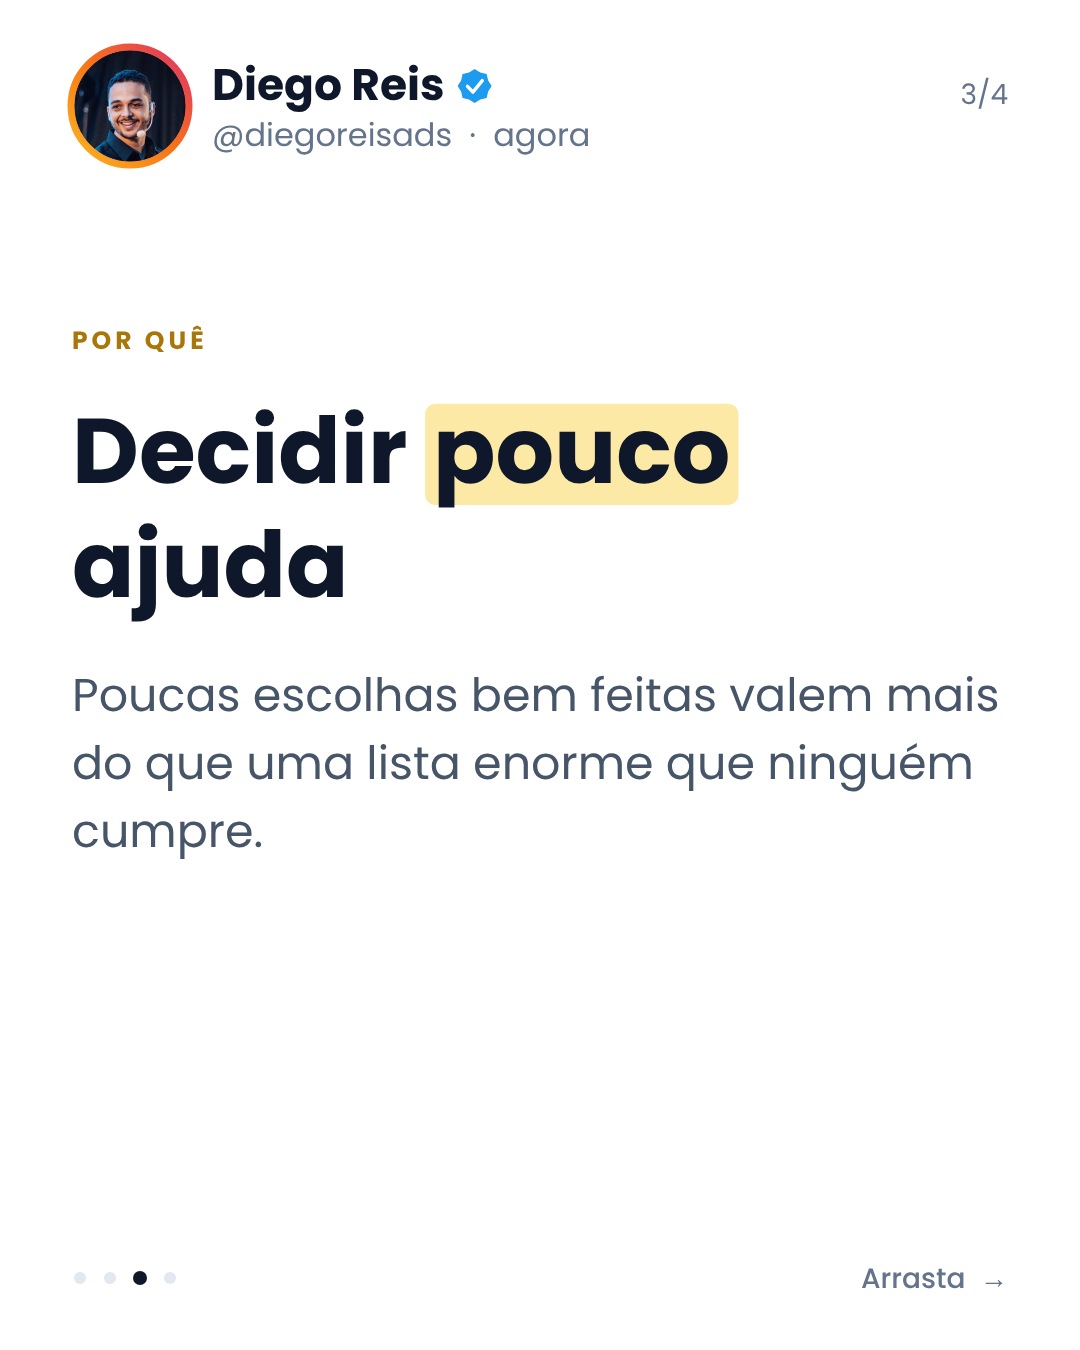 Diego Reis
3/4
@diegoreisads · agora
POR QUÊ
Decidir pouco
ajuda
Poucas escolhas bem feitas valem mais
do que uma lista enorme que ninguém
cumpre.
Arrasta →